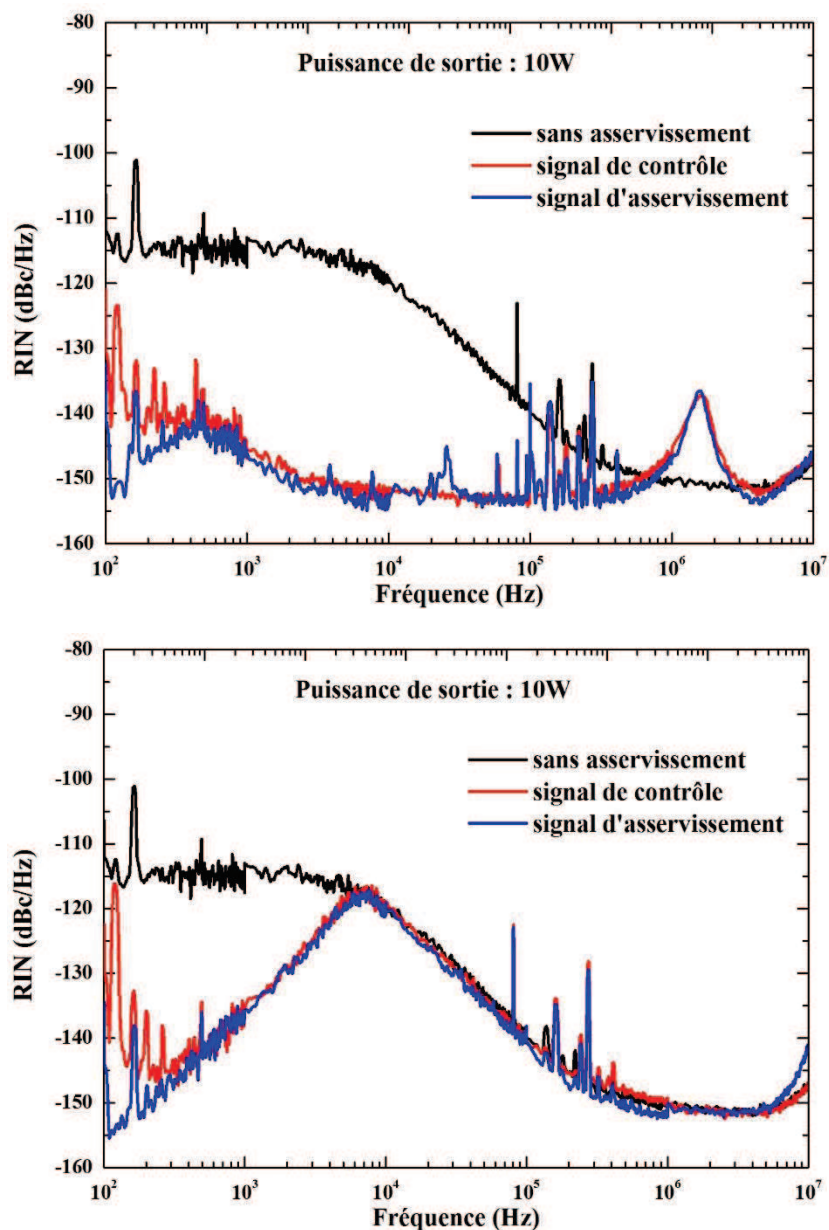 Puissance de sortie : 10W
sans asservissement
signal de contrôle
signal d'asservissement
RIN (dBc/Hz)
-80
-90
-100
-110
-120
-130
-140
-150
-160
10² 10³ 10⁴ 10⁵ 10⁶ 10⁷
Fréquence (Hz)
Puissance de sortie : 10W
sans asservissement
signal de contrôle
signal d'asservissement
RIN (dBc/Hz)
-80
-90
-100
-110
-120
-130
-140
-150
-160
10² 10³ 10⁴ 10⁵ 10⁶ 10⁷
Fréquence (Hz)